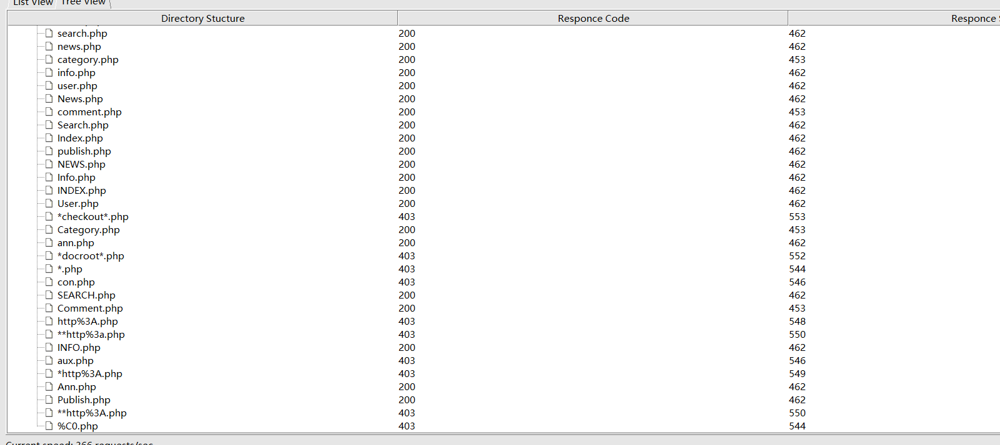 List View Tree View
Directory Stucture Responce Code Responce
search.php 200 462
news.php 200 462
category.php 200 453
info.php 200 462
user.php 200 462
News.php 200 462
comment.php 200 453
Search.php 200 462
Index.php 200 462
publish.php 200 462
NEWS.php 200 462
Info.php 200 462
INDEX.php 200 462
User.php 200 462
*checkout*.php 403 553
Category.php 200 453
ann.php 200 462
*docroot*.php 403 552
*.php 403 544
con.php 403 546
SEARCH.php 200 462
Comment.php 200 453
http%3A.php 403 548
**http%3a.php 403 550
INFO.php 200 462
aux.php 403 546
*http%3A.php 403 549
Ann.php 200 462
Publish.php 200 462
**http%3A.php 403 550
%C0.php 403 544
Current speed: 366 requests/sec